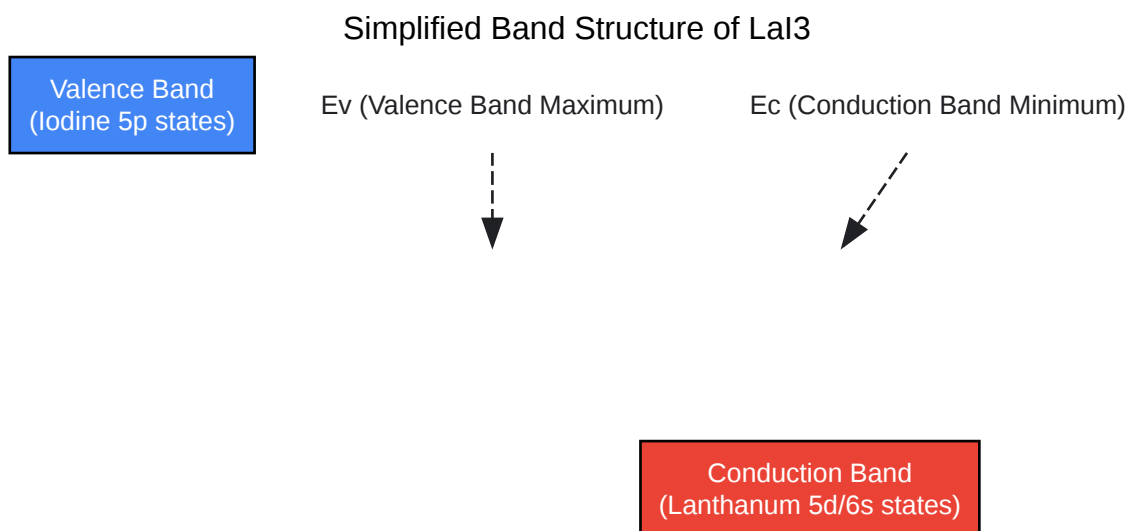 Simplified Band Structure of LaI3
Valence Band
(Iodine 5p states)
Ev (Valence Band Maximum)
Ec (Conduction Band Minimum)
Conduction Band
(Lanthanum 5d/6s states)